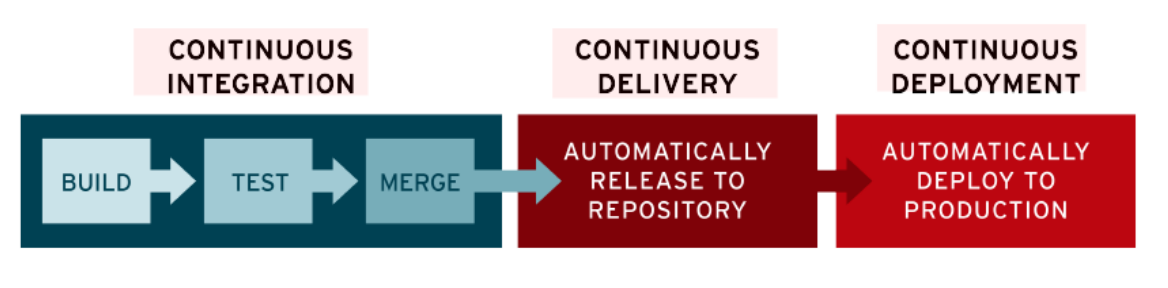 CONTINUOUS
INTEGRATION
CONTINUOUS
DELIVERY
CONTINUOUS
DEPLOYMENT
BUILD
TEST
MERGE
AUTOMATICALLY
RELEASE TO
REPOSITORY
AUTOMATICALLY
DEPLOY TO
PRODUCTION